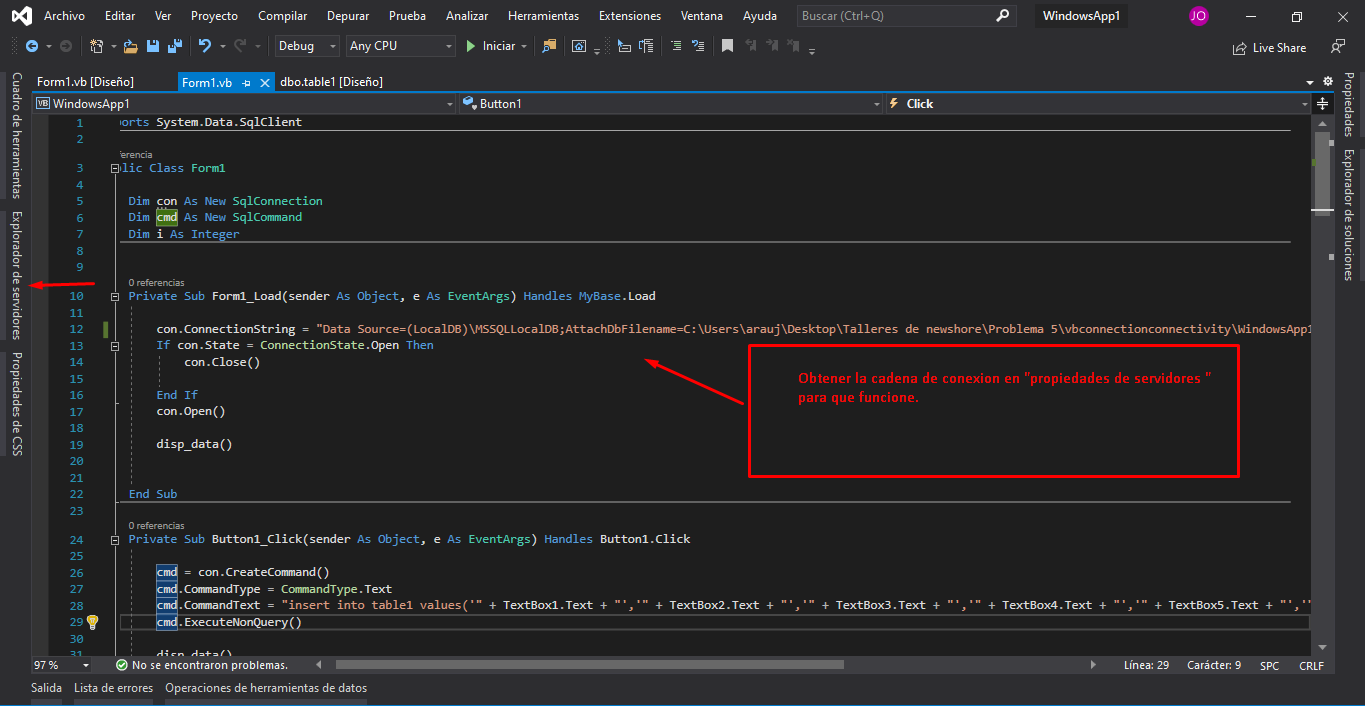 Archivo Editar Ver Proyecto Compilar Depurar Prueba Analizar Herramientas Extensiones Ventana Ayuda Buscar (Ctrl+Q) WindowsApp1 JO
Debug Any CPU Iniciar Live Share
Form1.vb [Diseño] Form1.vb dbo.table1 [Diseño]
VB WindowsApp1 Button1 Click
Cuadro de herramientas
Explorador de servidores
Propiedades de CSS
1 orts System.Data.SqlClient
2
ferencia
3 lic Class Form1
4
5 Dim con As New SqlConnection
6 Dim cmd As New SqlCommand
7 Dim i As Integer
8
9
0 referencias
10 Private Sub Form1_Load(sender As Object, e As EventArgs) Handles MyBase.Load
11
12 con.ConnectionString = "Data Source=(LocalDB)\MSSQLLocalDB;AttachDbFilename=C:\Users\arauj\Desktop\Talleres de newshore\Problema 5\vbconnectionconnectivity\WindowsApp1
13 If con.State = ConnectionState.Open Then
14 con.Close()
15
16 End If
17 con.Open()
18
19 disp_data()
20
21
22 End Sub
23
0 referencias
24 Private Sub Button1_Click(sender As Object, e As EventArgs) Handles Button1.Click
25
26 cmd = con.CreateCommand()
27 cmd.CommandType = CommandType.Text
28 cmd.CommandText = "insert into table1 values('" + TextBox1.Text + "','" + TextBox2.Text + "','" + TextBox3.Text + "','" + TextBox4.Text + "','" + TextBox5.Text + "','"
29 cmd.ExecuteNonQuery()
30
31 disp_data()
Obtener la cadena de conexion en "propiedades de servidores "
para que funcione.
Propiedades
Explorador de soluciones
97 % No se encontraron problemas. Línea: 29 Carácter: 9 SPC CRLF
Salida Lista de errores Operaciones de herramientas de datos